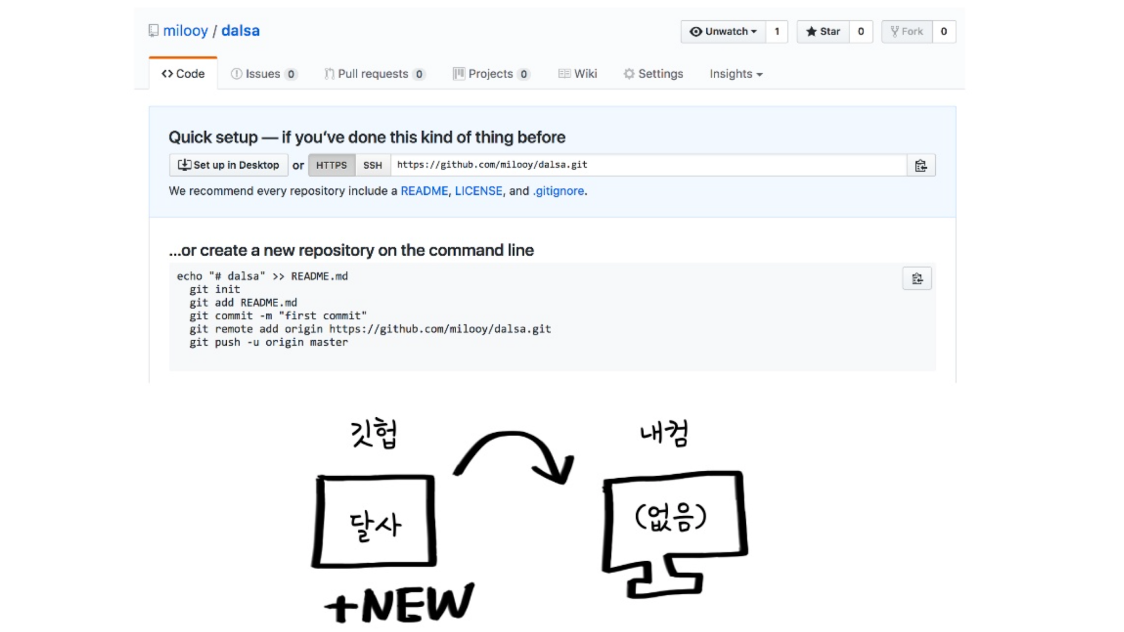 milooy / dalsa
Unwatch 1 Star 0 Fork 0
Code Issues 0 Pull requests 0 Projects 0 Wiki Settings Insights
Quick setup — if you’ve done this kind of thing before
Set up in Desktop or HTTPS SSH https://github.com/milooy/dalsa.git
We recommend every repository include a README, LICENSE, and .gitignore.
…or create a new repository on the command line
echo "# dalsa" >> README.md
git init
git add README.md
git commit -m "first commit"
git remote add origin https://github.com/milooy/dalsa.git
git push -u origin master
깃헙 내컴
달사 (없음)
+NEW